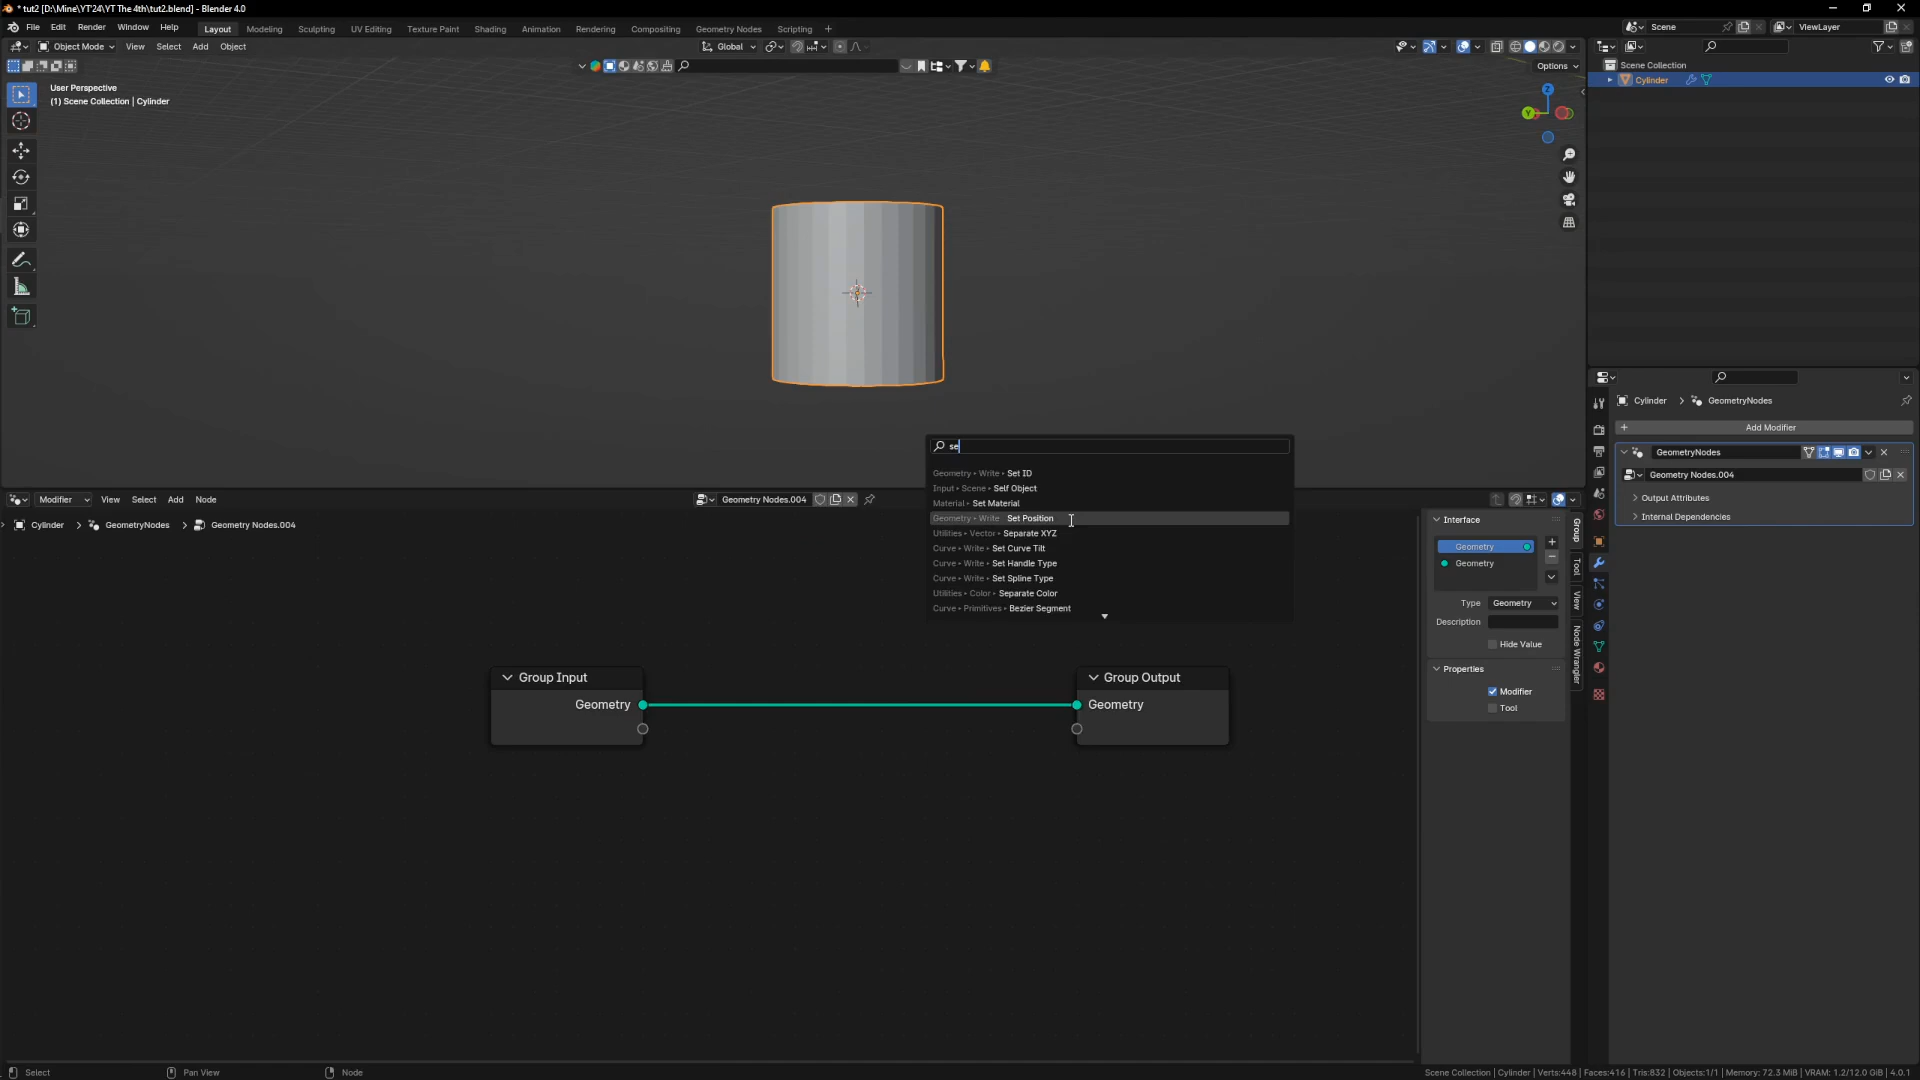 * tut2 [D:\Mine\YT'24\YT The 4th\tut2.blend] - Blender 4.0
File Edit Render Window Help Layout Modeling Sculpting UV Editing Texture Paint Shading Animation Rendering Compositing Geometry Nodes Scripting + Scene ViewLayer
Object Mode View Select Add Object Global
Options
User Perspective
(1) Scene Collection | Cylinder
Scene Collection
Cylinder
Z
Y
Cylinder > GeometryNodes
Add Modifier
GeometryNodes
Geometry Nodes.004
Output Attributes
Internal Dependencies
se
Geometry ▸ Write ▸ Set ID
Input ▸ Scene ▸ Self Object
Material ▸ Set Material
Geometry ▸ Write ▸ Set Position
Utilities ▸ Vector ▸ Separate XYZ
Curve ▸ Write ▸ Set Curve Tilt
Curve ▸ Write ▸ Set Handle Type
Curve ▸ Write ▸ Set Spline Type
Utilities ▸ Color ▸ Separate Color
Curve ▸ Primitives ▸ Bezier Segment
Modifier View Select Add Node Geometry Nodes.004
Cylinder > GeometryNodes > Geometry Nodes.004
Group Input
Geometry
Group Output
Geometry
Interface
Geometry
Geometry
Type Geometry
Description
Hide Value
Properties
Modifier
Tool
Group
Tool
View
Node Wrangler
Select Pan View Node
Scene Collection | Cylinder | Verts:448 | Faces:416 | Tris:832 | Objects:1/1 | Memory: 72.3 MiB | VRAM: 1.2/12.0 GiB | 4.0.1